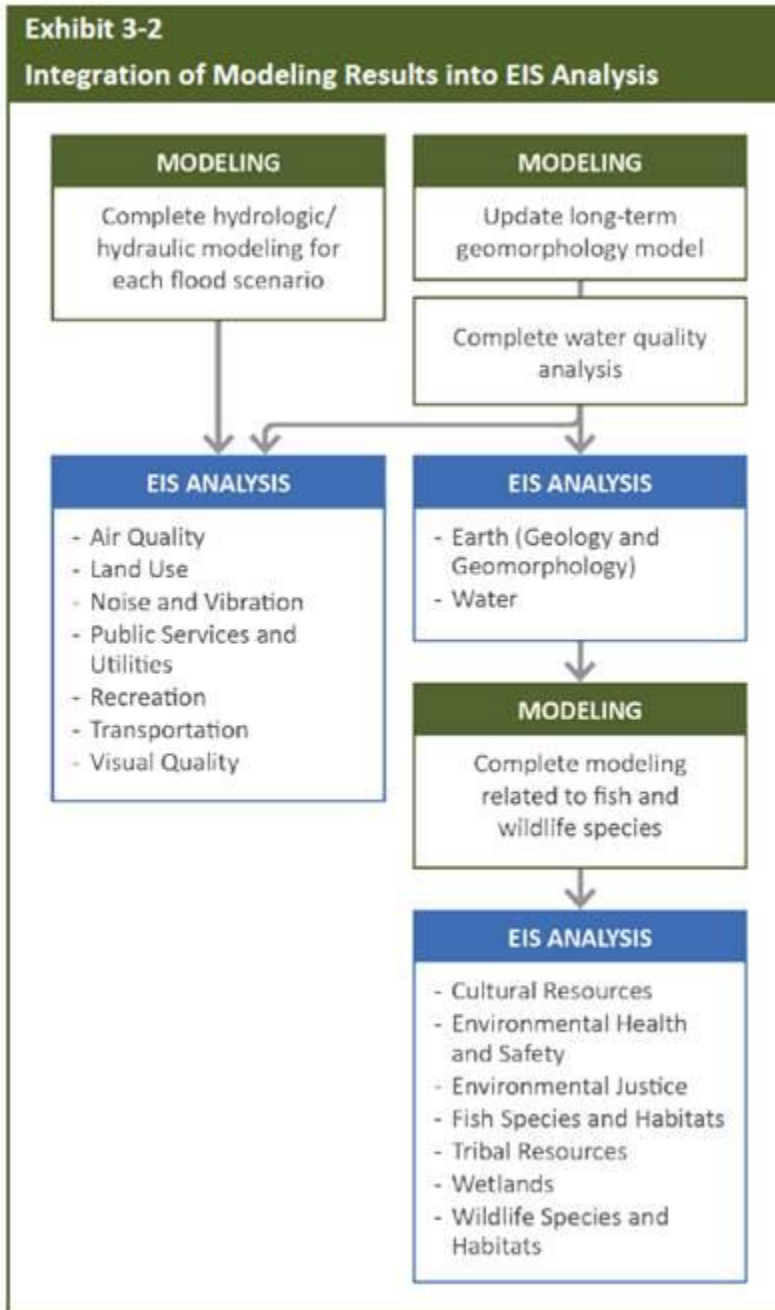 Exhibit 3-2
Integration of Modeling Results into EIS Analysis
MODELING
Complete hydrologic/
hydraulic modeling for
each flood scenario
MODELING
Update long-term
geomorphology model
Complete water quality
analysis
EIS ANALYSIS
- Air Quality
- Land Use
- Noise and Vibration
- Public Services and
Utilities
- Recreation
- Transportation
- Visual Quality
EIS ANALYSIS
- Earth (Geology and
Geomorphology)
- Water
MODELING
Complete modeling
related to fish and
wildlife species
EIS ANALYSIS
- Cultural Resources
- Environmental Health
and Safety
- Environmental Justice
- Fish Species and Habitats
- Tribal Resources
- Wetlands
- Wildlife Species and
Habitats